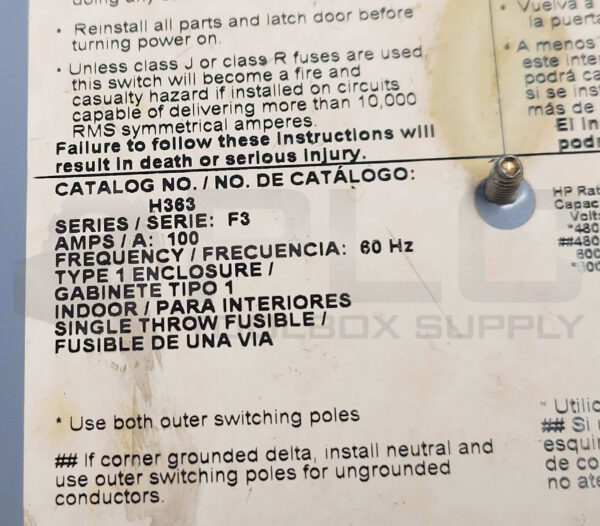 • Reinstall all parts and latch door before
turning power on.
• Unless class J or class R fuses are used,
this switch will become a fire and
casualty hazard if installed on circuits
capable of delivering more than 10,000
RMS symmetrical amperes.
Failure to follow these instructions will
result in death or serious injury.
CATALOG NO. / NO. DE CATÁLOGO:
H363
SERIES / SERIE: F3
AMPS / A: 100
FREQUENCY / FRECUENCIA: 60 Hz
TYPE 1 ENCLOSURE /
GABINETE TIPO 1
INDOOR / PARA INTERIORES
SINGLE THROW FUSIBLE /
FUSIBLE DE UNA VIA
* Use both outer switching poles
## If corner grounded delta, install neutral and
use outer switching poles for ungrounded
conductors.
• Vuelva a
la puerta
• A menos
este inter
podrá ca
si se ins
más de
El In
podr
HP Rat
Capac
Volts
*480
##480
600
* Utiliz
## Si
esquin
de co
no ate
PLC
TOOLBOX SUPPLY